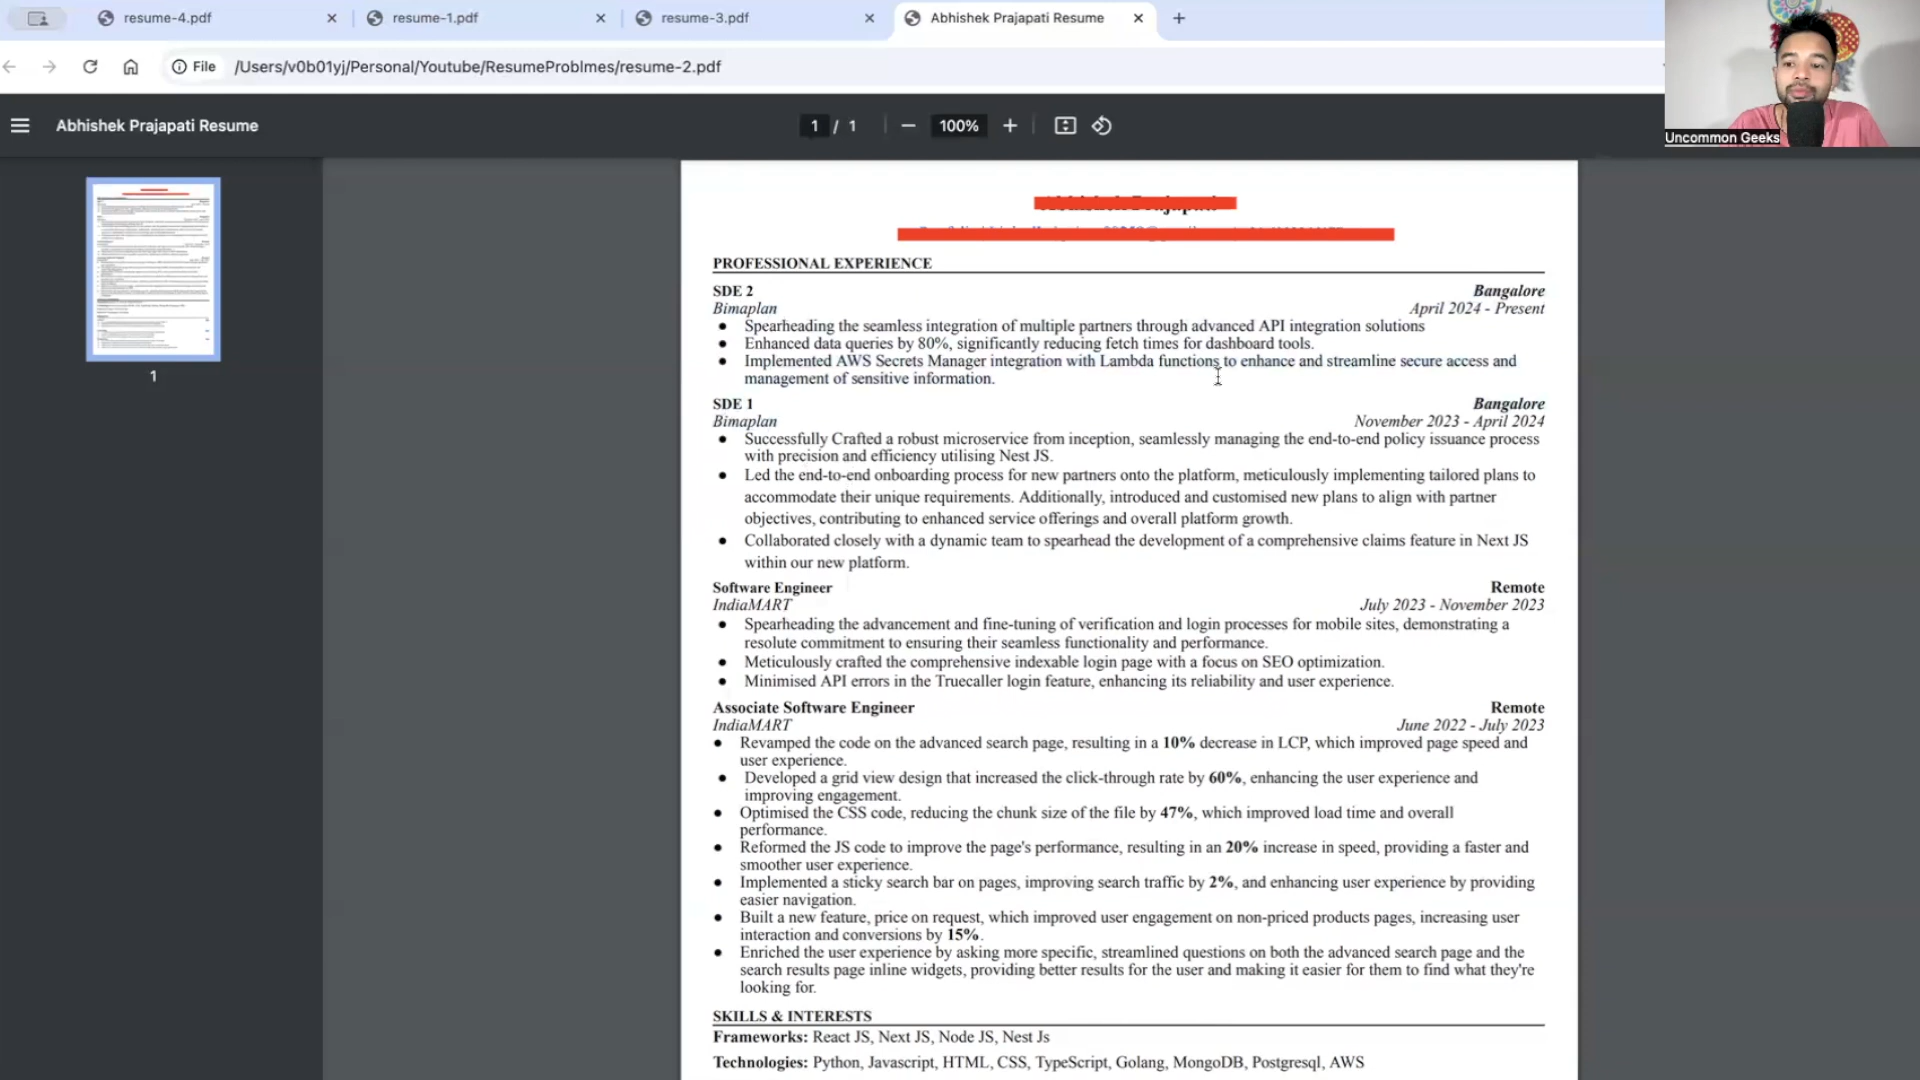 resume-4.pdf
resume-1.pdf
resume-3.pdf
Abhishek Prajapati Resume
File /Users/v0b01yj/Personal/Youtube/ResumeProblmes/resume-2.pdf
Uncommon Geeks
Abhishek Prajapati Resume
1 / 1
100%
1
PROFESSIONAL EXPERIENCE
SDE 2 Bangalore
Bimaplan April 2024 - Present
● Spearheading the seamless integration of multiple partners through advanced API integration solutions
● Enhanced data queries by 80%, significantly reducing fetch times for dashboard tools.
● Implemented AWS Secrets Manager integration with Lambda functions to enhance and streamline secure access and
management of sensitive information.
SDE 1 Bangalore
Bimaplan November 2023 - April 2024
● Successfully Crafted a robust microservice from inception, seamlessly managing the end-to-end policy issuance process
with precision and efficiency utilising Nest JS.
● Led the end-to-end onboarding process for new partners onto the platform, meticulously implementing tailored plans to
accommodate their unique requirements. Additionally, introduced and customised new plans to align with partner
objectives, contributing to enhanced service offerings and overall platform growth.
● Collaborated closely with a dynamic team to spearhead the development of a comprehensive claims feature in Next JS
within our new platform.
Software Engineer Remote
IndiaMART July 2023 - November 2023
● Spearheading the advancement and fine-tuning of verification and login processes for mobile sites, demonstrating a
resolute commitment to ensuring their seamless functionality and performance.
● Meticulously crafted the comprehensive indexable login page with a focus on SEO optimization.
● Minimised API errors in the Truecaller login feature, enhancing its reliability and user experience.
Associate Software Engineer Remote
IndiaMART June 2022 - July 2023
● Revamped the code on the advanced search page, resulting in a 10% decrease in LCP, which improved page speed and
user experience.
● Developed a grid view design that increased the click-through rate by 60%, enhancing the user experience and
improving engagement.
● Optimised the CSS code, reducing the chunk size of the file by 47%, which improved load time and overall
performance.
● Reformed the JS code to improve the page's performance, resulting in an 20% increase in speed, providing a faster and
smoother user experience.
● Implemented a sticky search bar on pages, improving search traffic by 2%, and enhancing user experience by providing
easier navigation.
● Built a new feature, price on request, which improved user engagement on non-priced products pages, increasing user
interaction and conversions by 15%.
● Enriched the user experience by asking more specific, streamlined questions on both the advanced search page and the
search results page inline widgets, providing better results for the user and making it easier for them to find what they're
looking for.
SKILLS & INTERESTS
Frameworks: React JS, Next JS, Node JS, Nest Js
Technologies: Python, Javascript, HTML, CSS, TypeScript, Golang, MongoDB, Postgresql, AWS